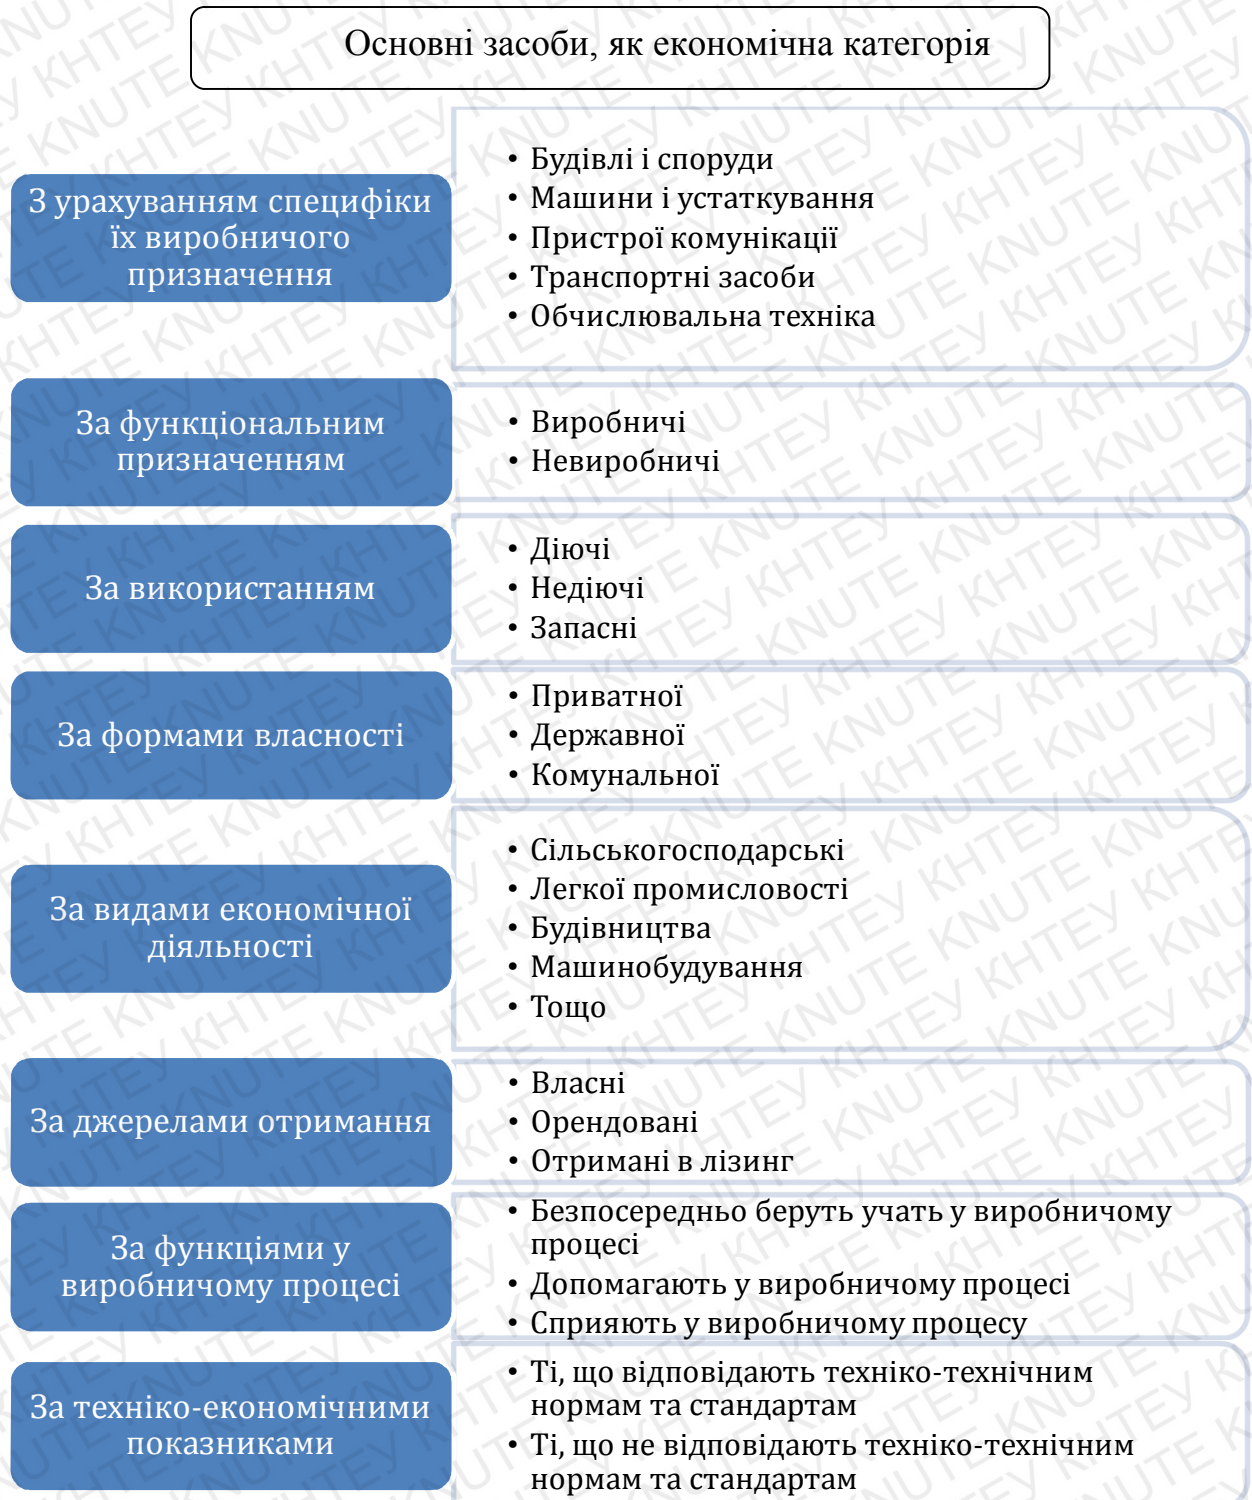 Основні засоби, як економічна категорія
З урахуванням специфіки
їх виробничого
призначення
• Будівлі і споруди
• Машини і устаткування
• Пристрої комунікації
• Транспортні засоби
• Обчислювальна техніка
За функціональним
призначенням
• Виробничі
• Невиробничі
За використанням
• Діючі
• Недіючі
• Запасні
За формами власності
• Приватної
• Державної
• Комунальної
За видами економічної
діяльності
• Сільськогосподарські
• Легкої промисловості
• Будівництва
• Машинобудування
• Тощо
За джерелами отримання
• Власні
• Орендовані
• Отримані в лізинг
За функціями у
виробничому процесі
• Безпосередньо беруть учать у виробничому
процесі
• Допомагають у виробничому процесі
• Сприяють у виробничому процесу
За техніко-економічними
показниками
• Ті, що відповідають техніко-технічним
нормам та стандартам
• Ті, що не відповідають техніко-технічним
нормам та стандартам